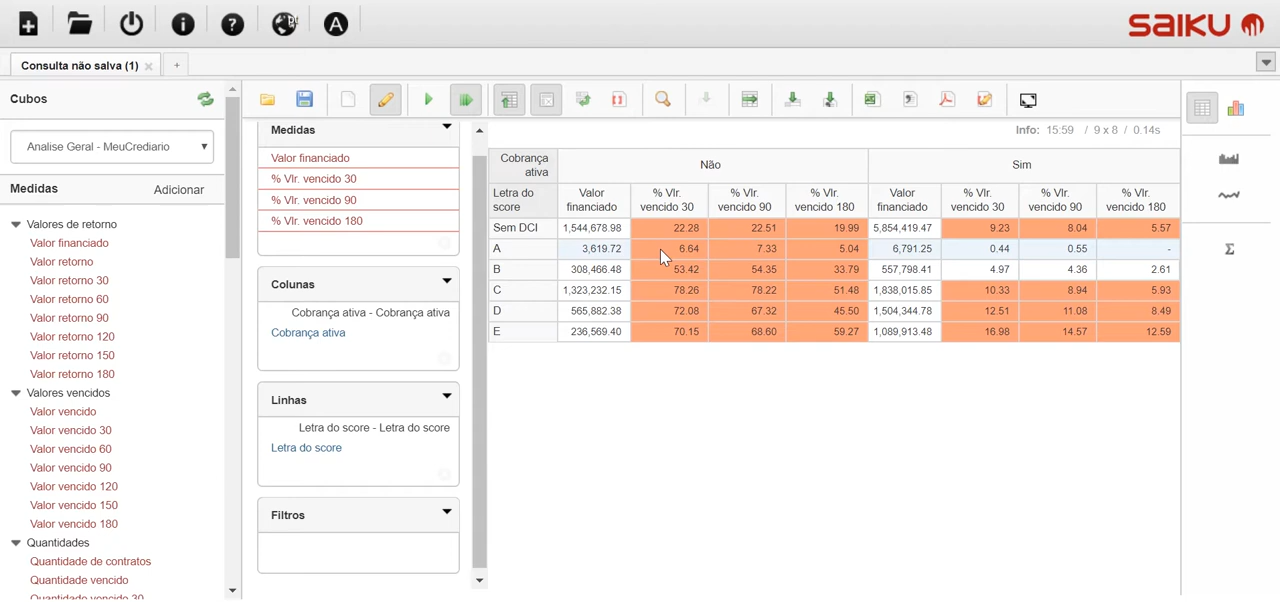 saiku
Consulta não salva (1) ×
+
Cubos
Analise Geral - MeuCrediario
Medidas Adicionar
Valores de retorno
Valor financiado
Valor retorno
Valor retorno 30
Valor retorno 60
Valor retorno 90
Valor retorno 120
Valor retorno 150
Valor retorno 180
Valores vencidos
Valor vencido
Valor vencido 30
Valor vencido 60
Valor vencido 90
Valor vencido 120
Valor vencido 150
Valor vencido 180
Quantidades
Quantidade de contratos
Quantidade vencido
Quantidade vencido 30
Medidas
Valor financiado
% Vlr. vencido 30
% Vlr. vencido 90
% Vlr. vencido 180
Colunas
Cobrança ativa - Cobrança ativa
Cobrança ativa
Linhas
Letra do score - Letra do score
Letra do score
Filtros
Info: 15:59 / 9 x 8 / 0.14s
Cobrança ativa Não Sim
Letra do score Valor financiado % Vlr. vencido 30 % Vlr. vencido 90 % Vlr. vencido 180 Valor financiado % Vlr. vencido 30 % Vlr. vencido 90 % Vlr. vencido 180
Sem DCI 1,544,678.98 22.28 22.51 19.99 5,854,419.47 9.23 8.04 5.57
A 3,619.72 6.64 7.33 5.04 6,791.25 0.44 0.55 -
B 308,466.48 53.42 54.35 33.79 557,798.41 4.97 4.36 2.61
C 1,323,232.15 78.26 78.22 51.48 1,838,015.85 10.33 8.94 5.93
D 565,882.38 72.08 67.32 45.50 1,504,344.78 12.51 11.08 8.49
E 236,569.40 70.15 68.60 59.27 1,089,913.48 16.98 14.57 12.59
Σ